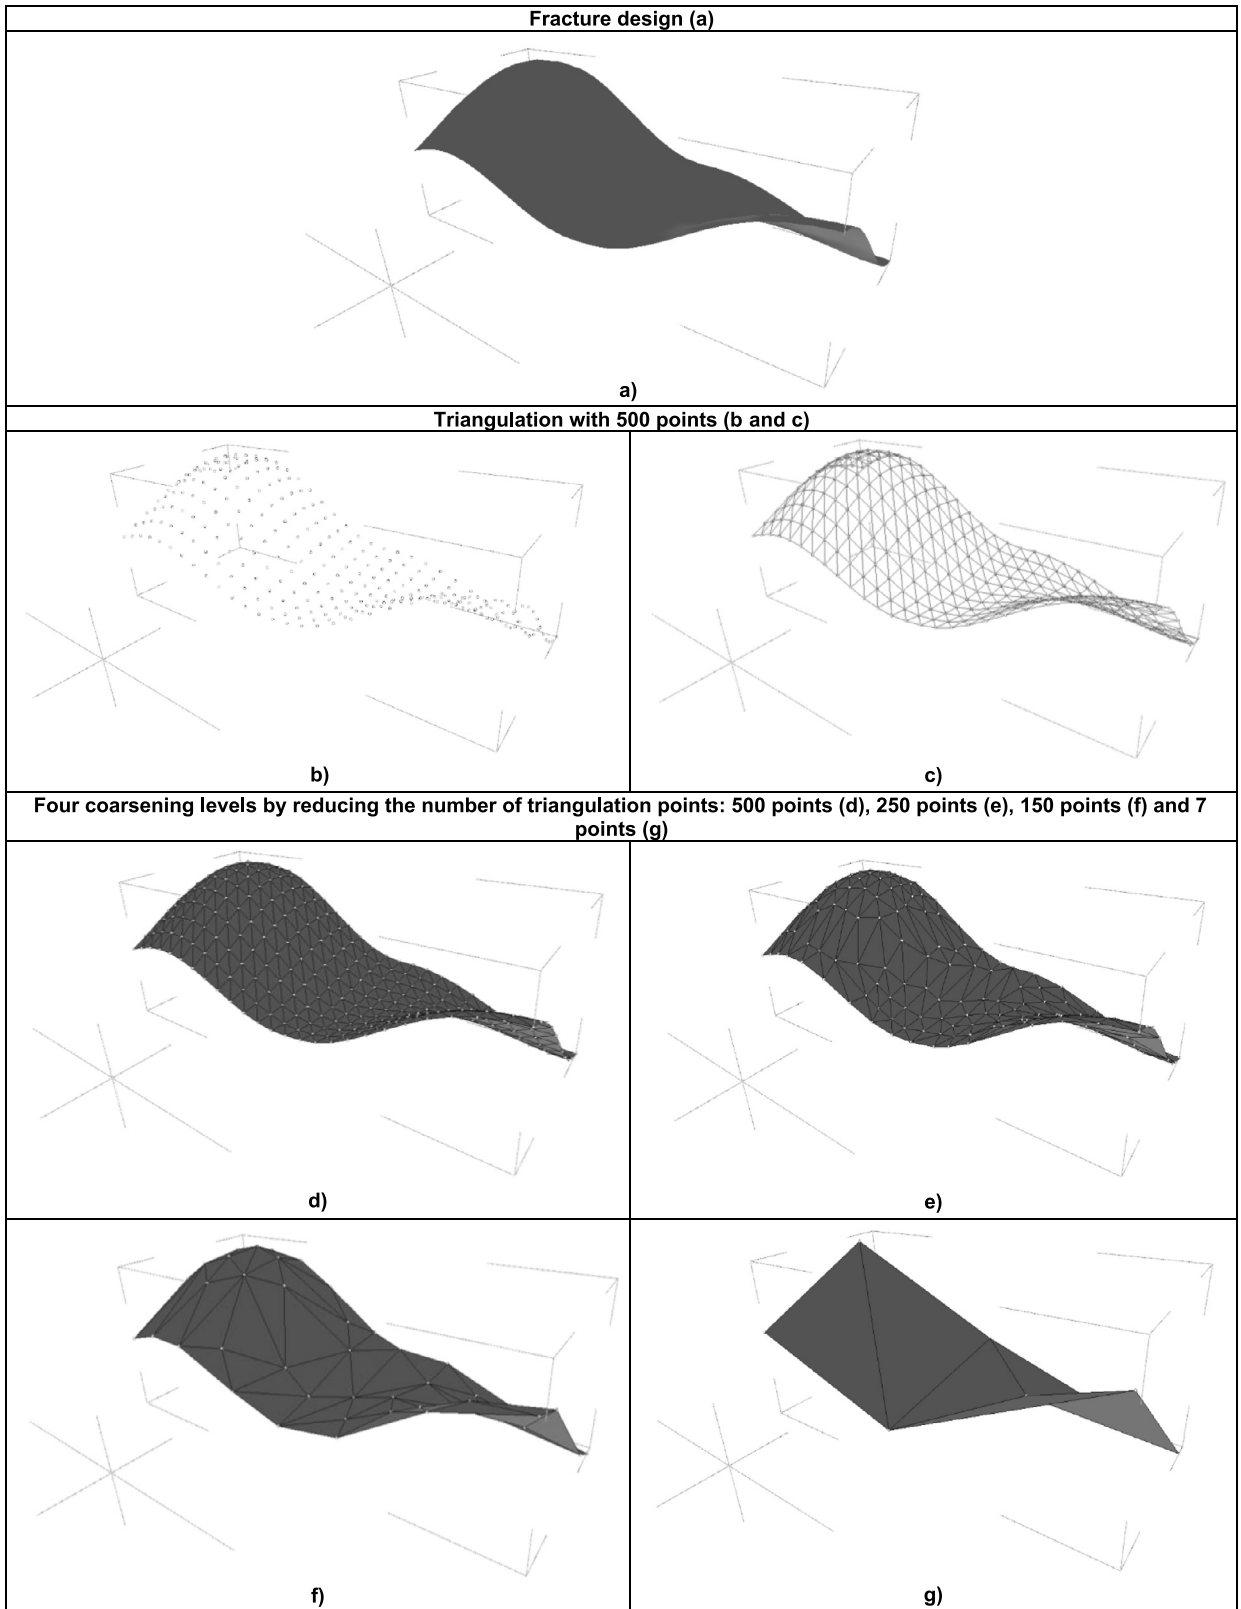 Fracture design (a)
a)
Triangulation with 500 points (b and c)
b)
c)
Four coarsening levels by reducing the number of triangulation points: 500 points (d), 250 points (e), 150 points (f) and 7
points (g)
d)
e)
f)
g)